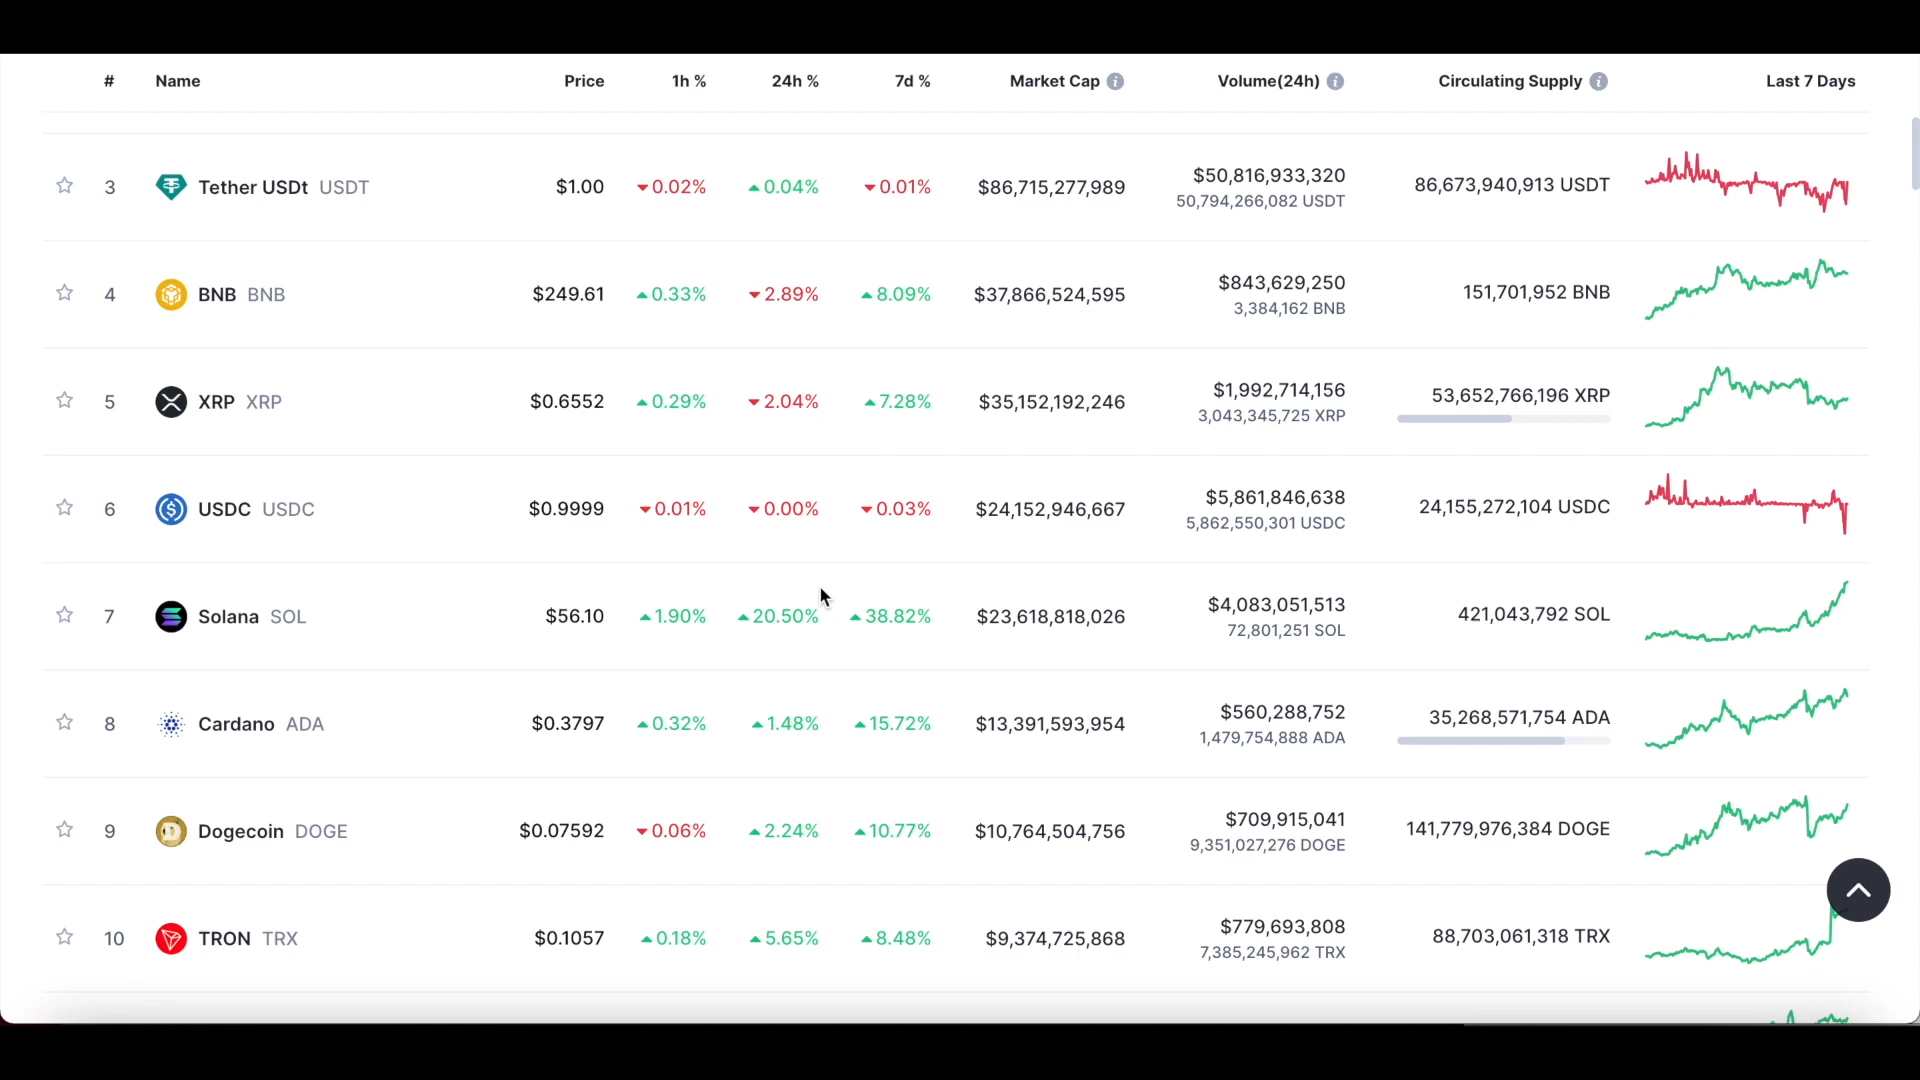 # Name Price 1h % 24h % 7d % Market Cap Volume(24h) Circulating Supply Last 7 Days
3 Tether USDt USDT $1.00 0.02% 0.04% 0.01% $86,715,277,989 $50,816,933,320 86,673,940,913 USDT
50,794,266,082 USDT
4 BNB BNB $249.61 0.33% 2.89% 8.09% $37,866,524,595 $843,629,250 151,701,952 BNB
3,384,162 BNB
5 XRP XRP $0.6552 0.29% 2.04% 7.28% $35,152,192,246 $1,992,714,156 53,652,766,196 XRP
3,043,345,725 XRP
6 USDC USDC $0.9999 0.01% 0.00% 0.03% $24,152,946,667 $5,861,846,638 24,155,272,104 USDC
5,862,550,301 USDC
7 Solana SOL $56.10 1.90% 20.50% 38.82% $23,618,818,026 $4,083,051,513 421,043,792 SOL
72,801,251 SOL
8 Cardano ADA $0.3797 0.32% 1.48% 15.72% $13,391,593,954 $560,288,752 35,268,571,754 ADA
1,479,754,888 ADA
9 Dogecoin DOGE $0.07592 0.06% 2.24% 10.77% $10,764,504,756 $709,915,041 141,779,976,384 DOGE
9,351,027,276 DOGE
10 TRON TRX $0.1057 0.18% 5.65% 8.48% $9,374,725,868 $779,693,808 88,703,061,318 TRX
7,385,245,962 TRX